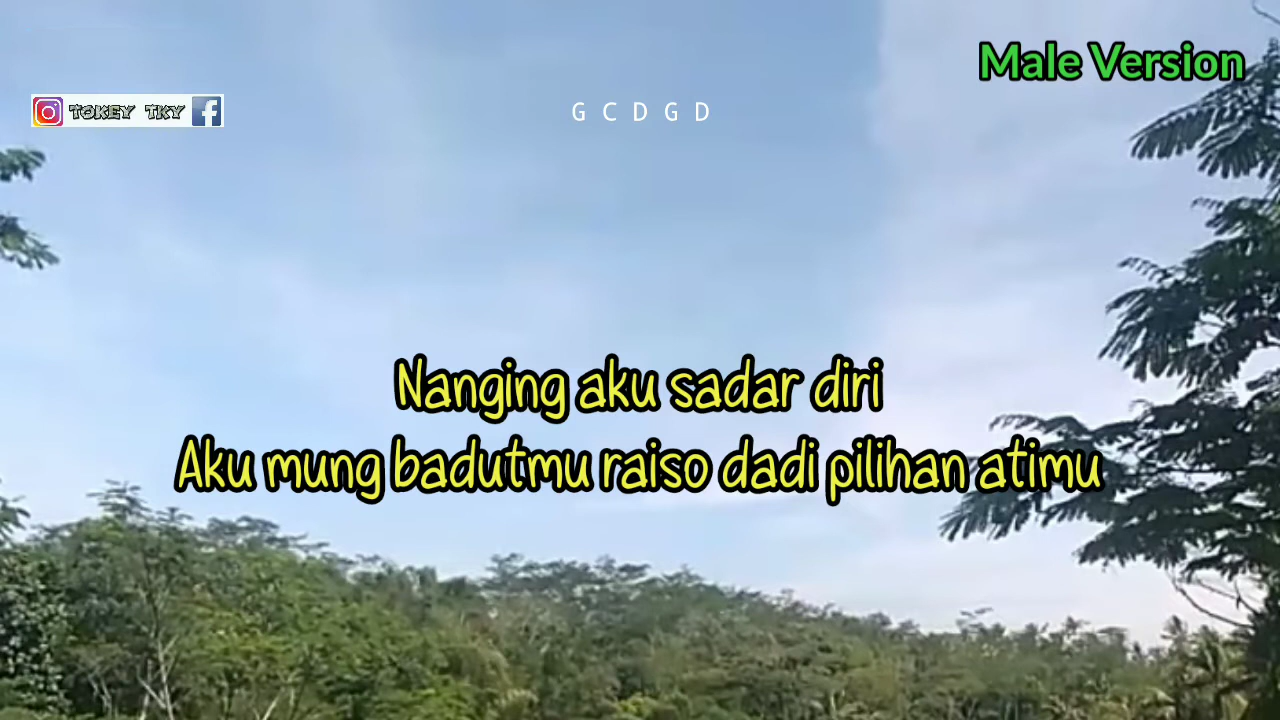 Male Version
TOKEY TKY
G C D G D
Nanging aku sadar diri
Aku mung badutmu raiso dadi pilihan atimu